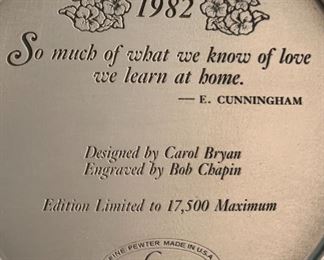 1982
So much of what we know of love
we learn at home.
— E. CUNNINGHAM
Designed by Carol Bryan
Engraved by Bob Chapin
Edition Limited to 17,500 Maximum
FINE PEWTER MADE IN U.S.A.